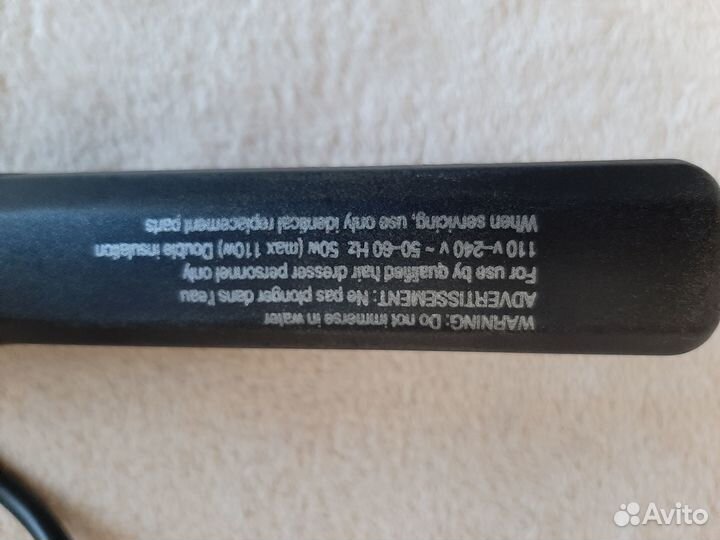 WARNING: Do not immerse in water
ADVERTISSEMENT: Ne pas plonger dans l'eau
For use by qualified hair dresser personnel only
110 v~240 v ~ 50-60 Hz 50w (max 110w) Double insulation
When servicing, use only identical replacement parts
Avito